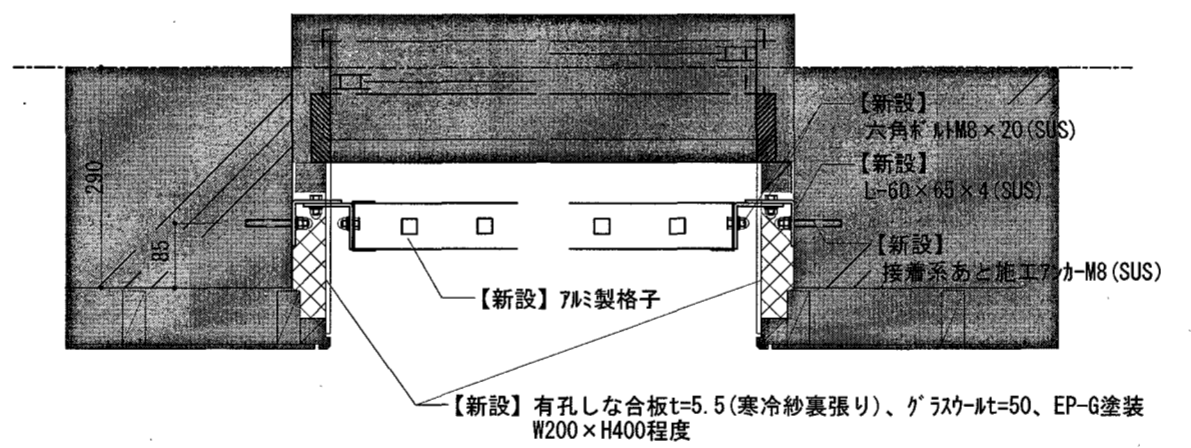 【新設】
六角ﾎﾞﾙﾄM8×20(SUS)
【新設】
L-60×65×4(SUS)
【新設】
接着系あと施工ｱﾝｶｰM8(SUS)
290
85
【新設】ｱﾙﾐ製格子
【新設】有孔しな合板t=5.5(寒冷紗裏張り)、ｸﾞﾗｽｳｰﾙt=50、EP-G塗装
W200×H400程度